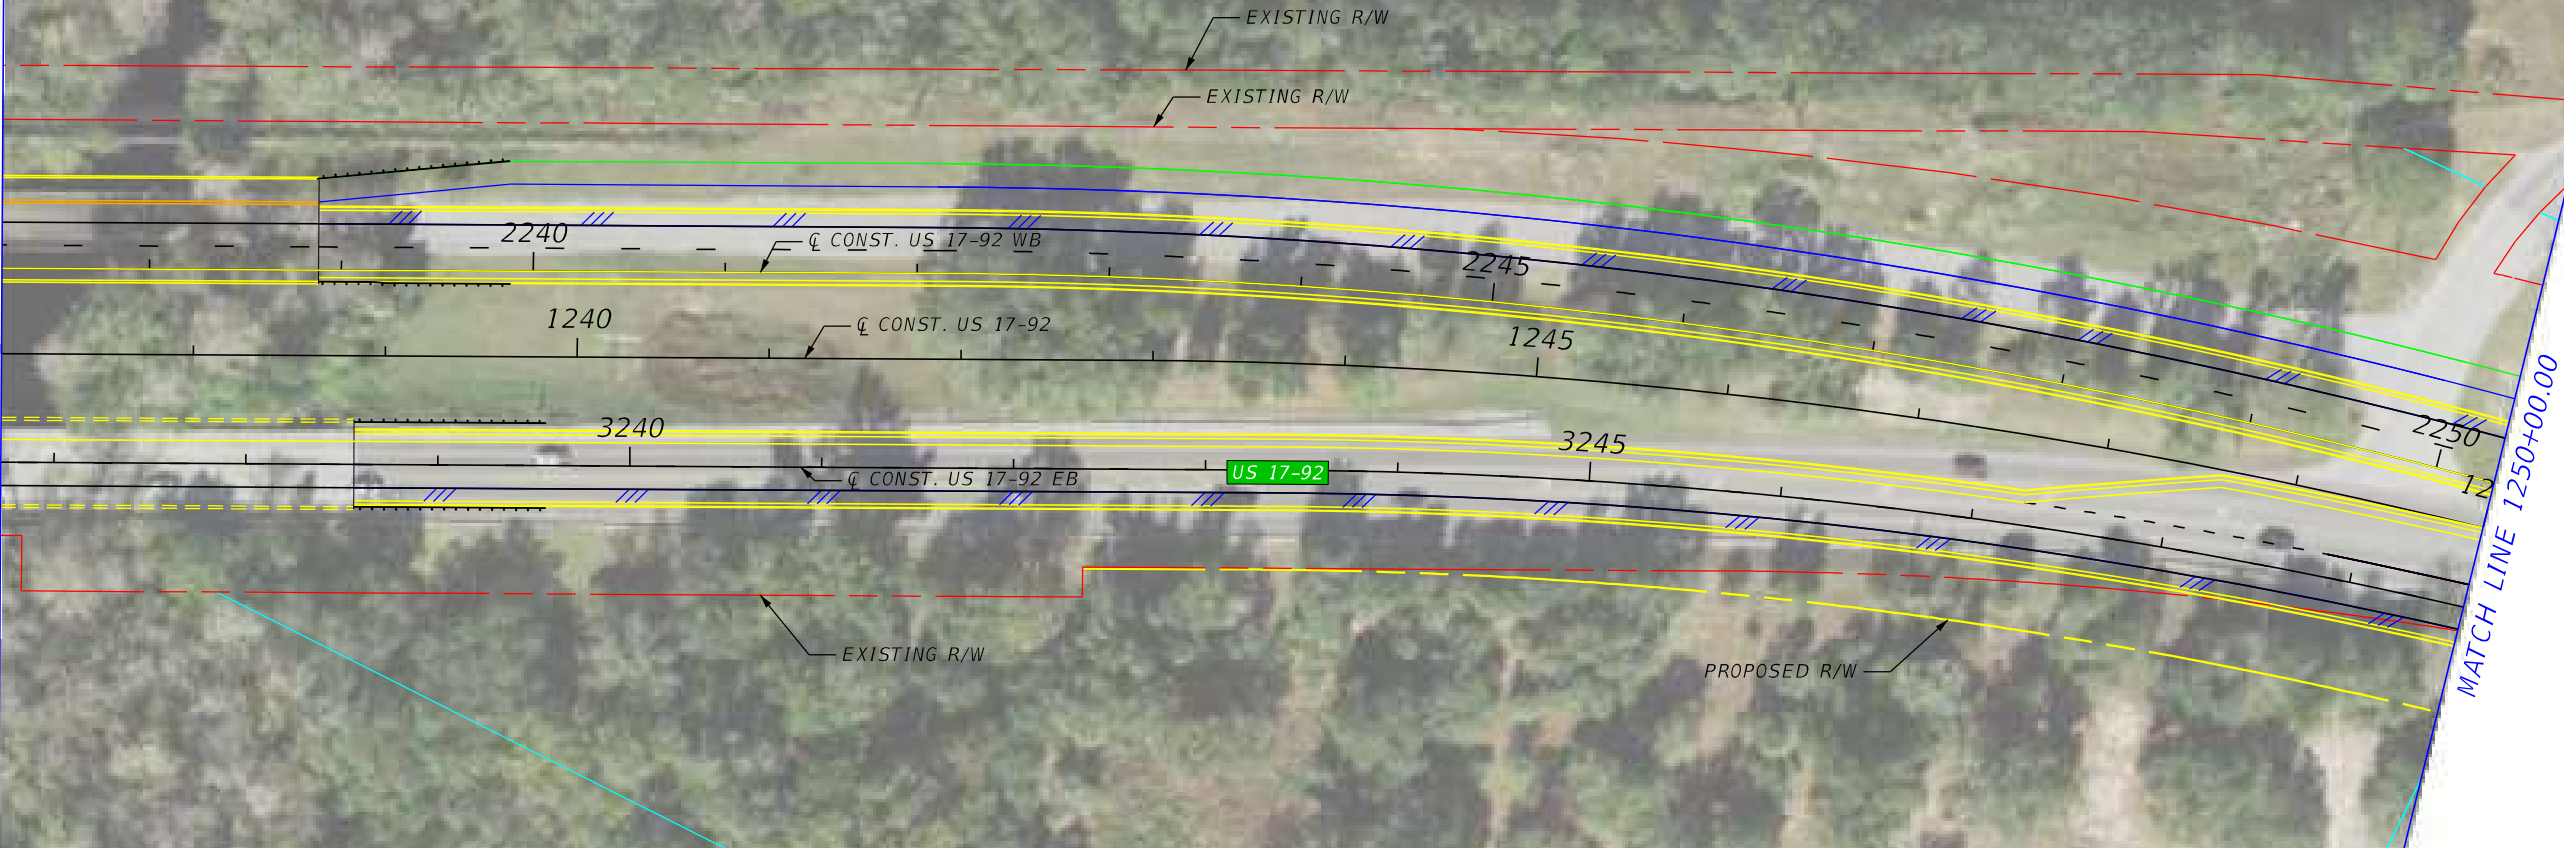 EXISTING R/W
EXISTING R/W
2240
℄ CONST. US 17-92 WB
2245
1240
℄ CONST. US 17-92
1245
3240
3245
2250
12
℄ CONST. US 17-92 EB
US 17-92
MATCH LINE 1250+00.00
EXISTING R/W
PROPOSED R/W